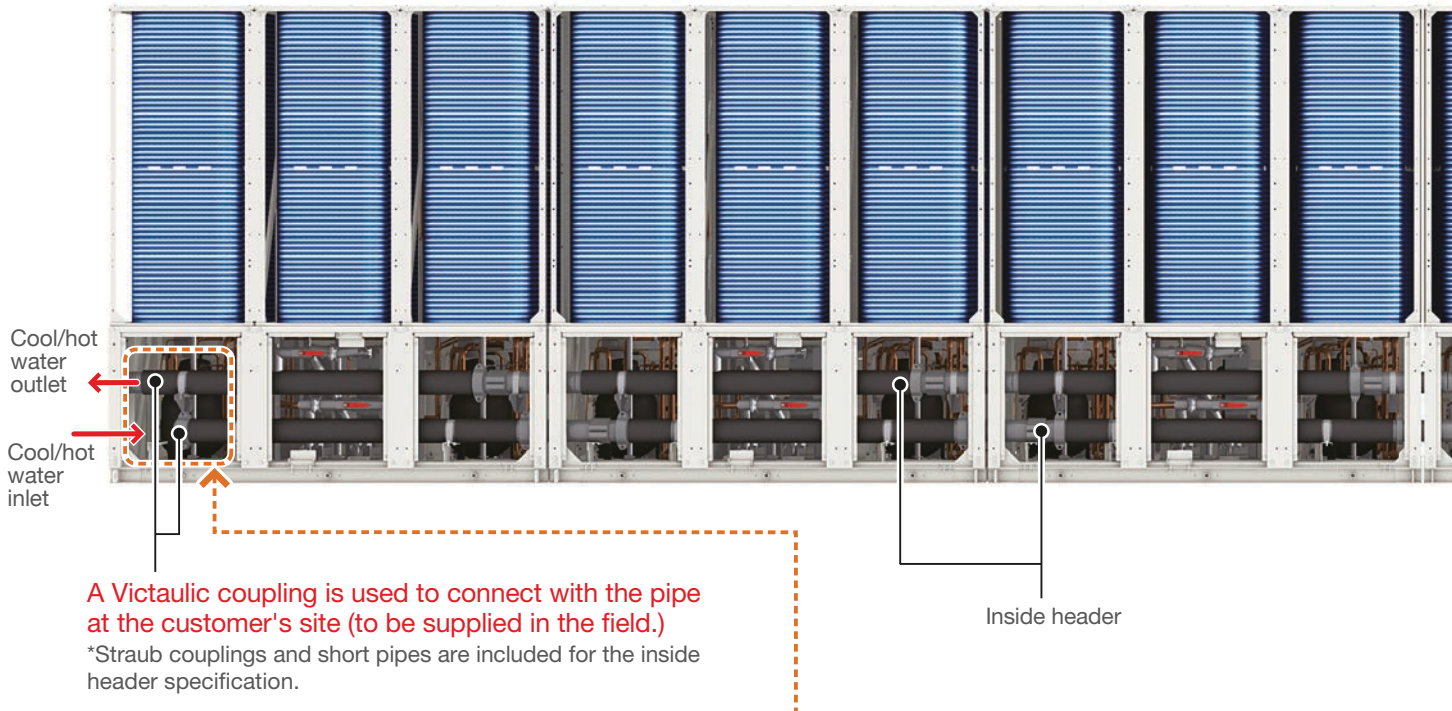 Cool/hot
water
outlet
Cool/hot
water
inlet
A Victaulic coupling is used to connect with the pipe
at the customer's site (to be supplied in the field.)
*Straub couplings and short pipes are included for the inside
header specification.
Inside header